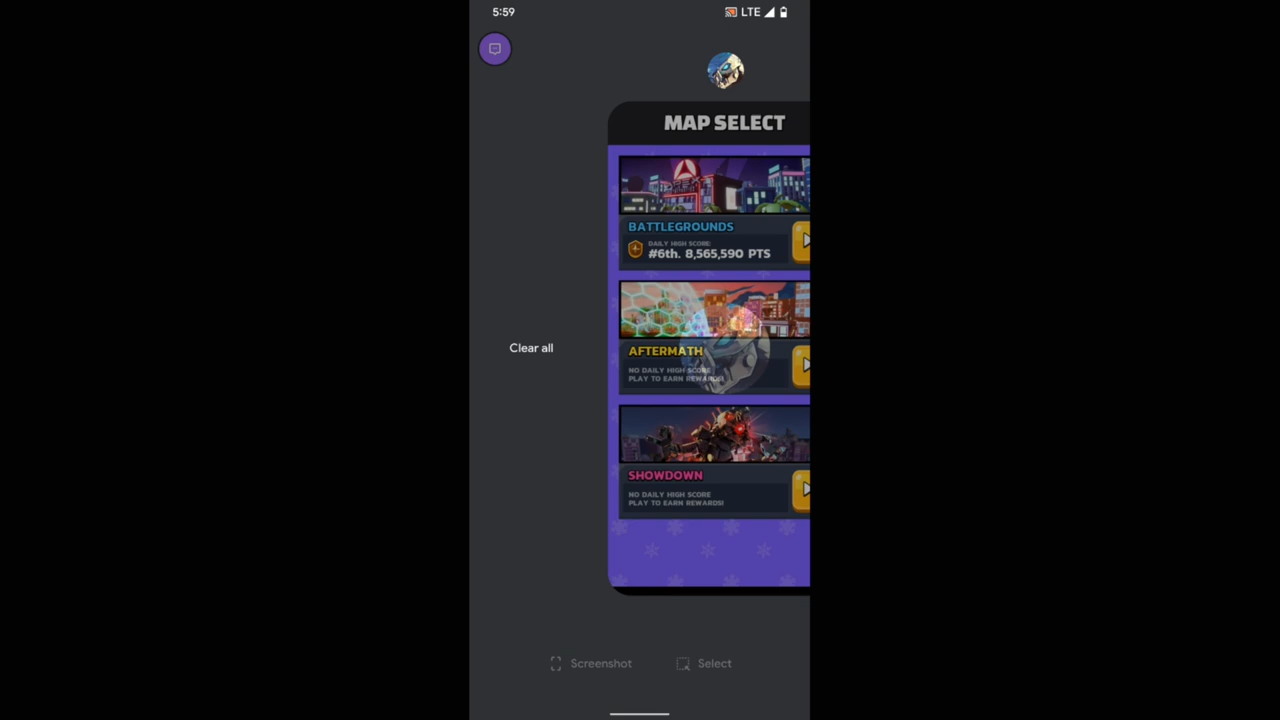 5:59
LTE
MAP SELECT
BATTLEGROUNDS
DAILY HIGH SCORE:
#6th. 8,565,590 PTS
Clear all
AFTERMATH
NO DAILY HIGH SCORE
PLAY TO EARN REWARDS!
SHOWDOWN
NO DAILY HIGH SCORE
PLAY TO EARN REWARDS!
Screenshot
Select